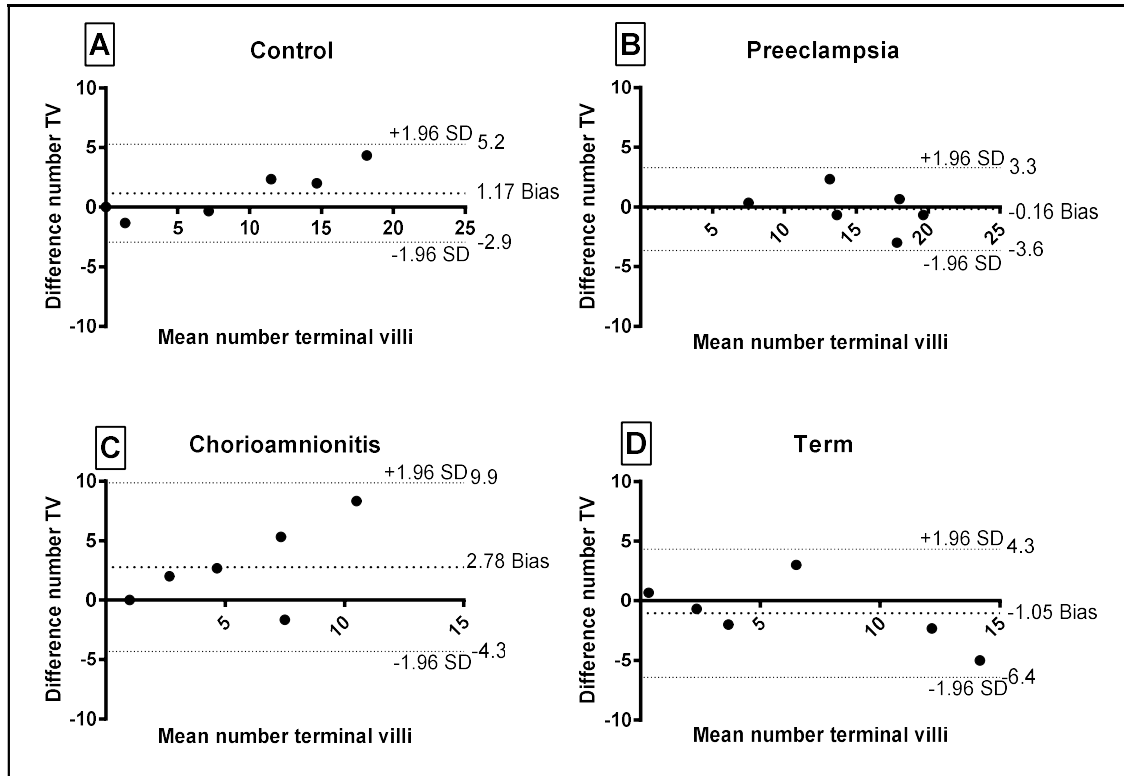 A
Control
10
5
0
-5
-10
Difference number TV
+1.96 SD
5.2
1.17 Bias
-2.9
-1.96 SD
5
10
15
20
25
Mean number terminal villi
B
Preeclampsia
10
5
0
-5
-10
Difference number TV
+1.96 SD
3.3
-0.16 Bias
-3.6
-1.96 SD
5
10
15
20
25
Mean number terminal villi
C
Chorioamnionitis
10
5
0
-5
-10
Difference number TV
+1.96 SD
9.9
2.78 Bias
-4.3
-1.96 SD
5
10
15
Mean number terminal villi
D
Term
10
5
0
-5
-10
Difference number TV
+1.96 SD
4.3
-1.05 Bias
-6.4
-1.96 SD
5
10
15
Mean number terminal villi